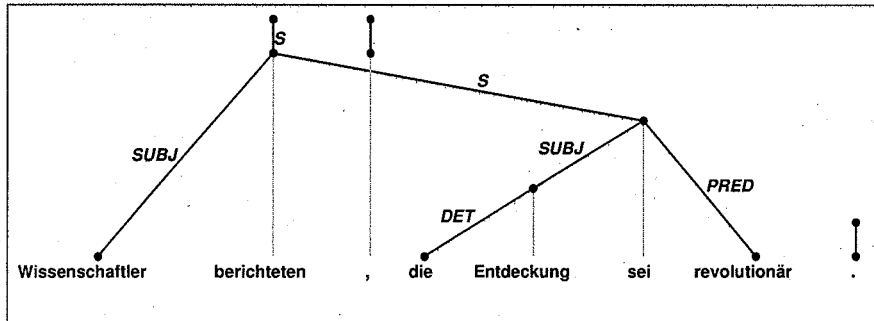 S
S
SUBJ
SUBJ
PRED
DET
Wissenschaftler berichteten , die Entdeckung sei revolutionär .